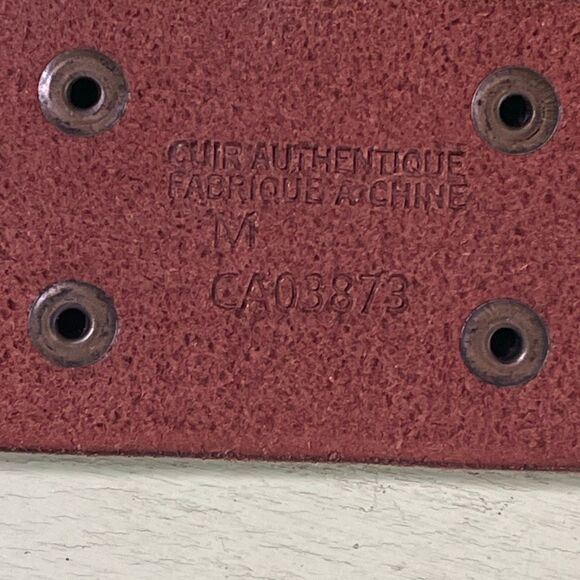 CUIR AUTHENTIQUE
FABRIQUE A CHINE
M
CA03873